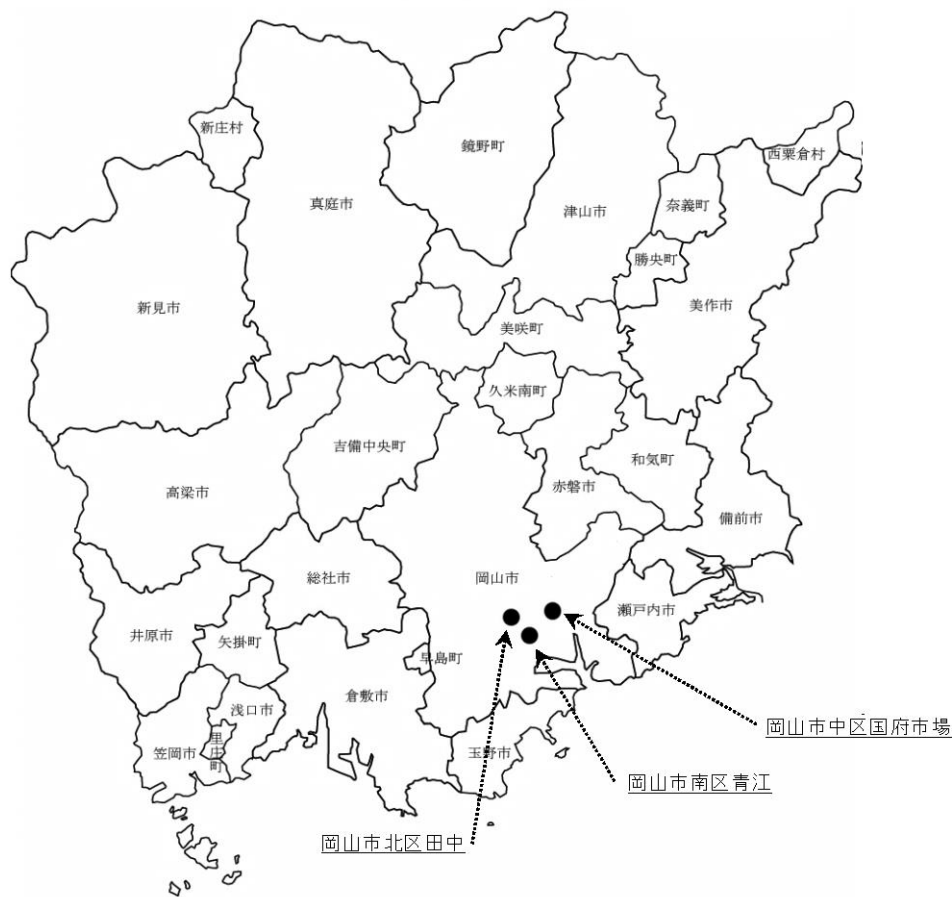 新庄村
鏡野町
西粟倉村
真庭市
津山市
奈義町
勝央町
新見市
美作市
美咲町
久米南町
吉備中央町
和気町
高梁市
赤磐市
備前市
総社市
岡山市
瀬戸内市
井原市
矢掛町
早島町
倉敷市
浅口市
笠岡市
里庄町
玉野市
岡山市中区国府市場
岡山市南区青江
岡山市北区田中